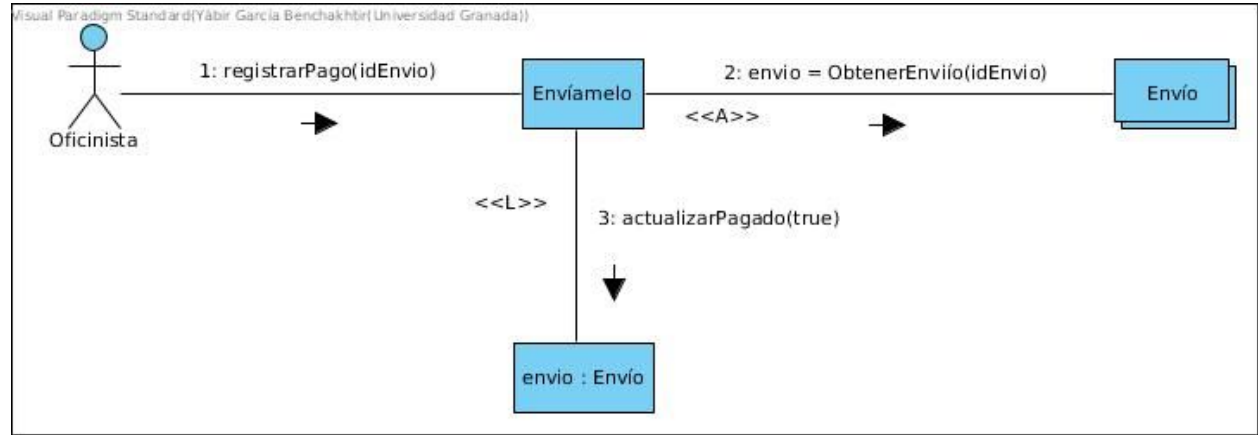 Visual Paradigm Standard(Yábir García Benchakhtir(Universidad Granada))
1: registrarPago(idEnvio)
Envíamelo
2: envio = ObtenerEnviío(idEnvio)
<<A>>
Envío
Oficinista
<<L>>
3: actualizarPagado(true)
envio : Envío